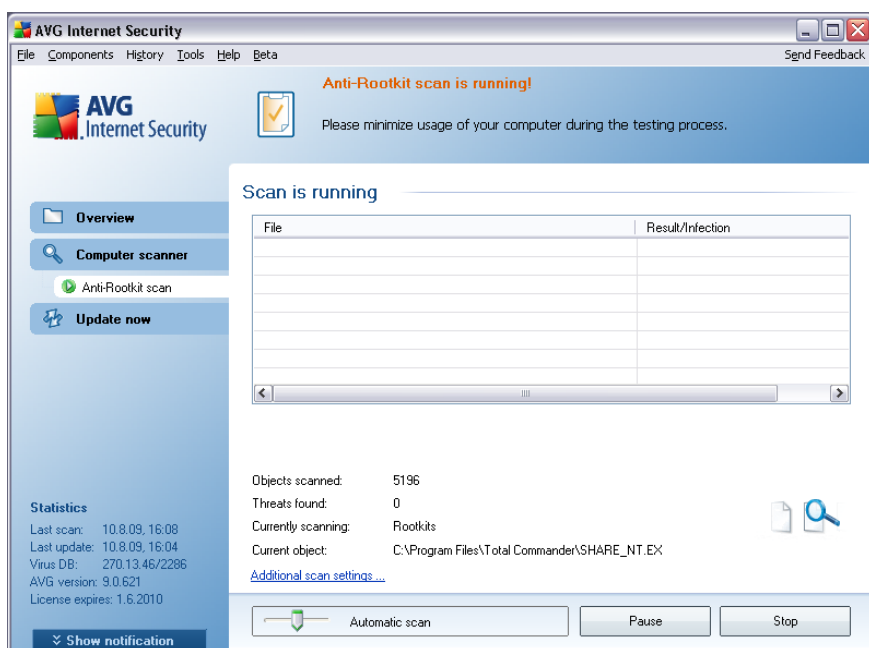 AVG Internet Security
File Components History Tools Help Beta Send Feedback
AVG
Internet Security
Anti-Rootkit scan is running!
Please minimize usage of your computer during the testing process.
Overview
Computer scanner
Anti-Rootkit scan
Update now
Scan is running
File Result/Infection
Objects scanned: 5196
Threats found: 0
Currently scanning: Rootkits
Current object: C:\Program Files\Total Commander\SHARE_NT.EX
Additional scan settings ...
Statistics
Last scan: 10.8.09, 16:08
Last update: 10.8.09, 16:04
Virus DB: 270.13.46/2286
AVG version: 9.0.621
License expires: 1.6.2010
Show notification
Automatic scan Pause Stop